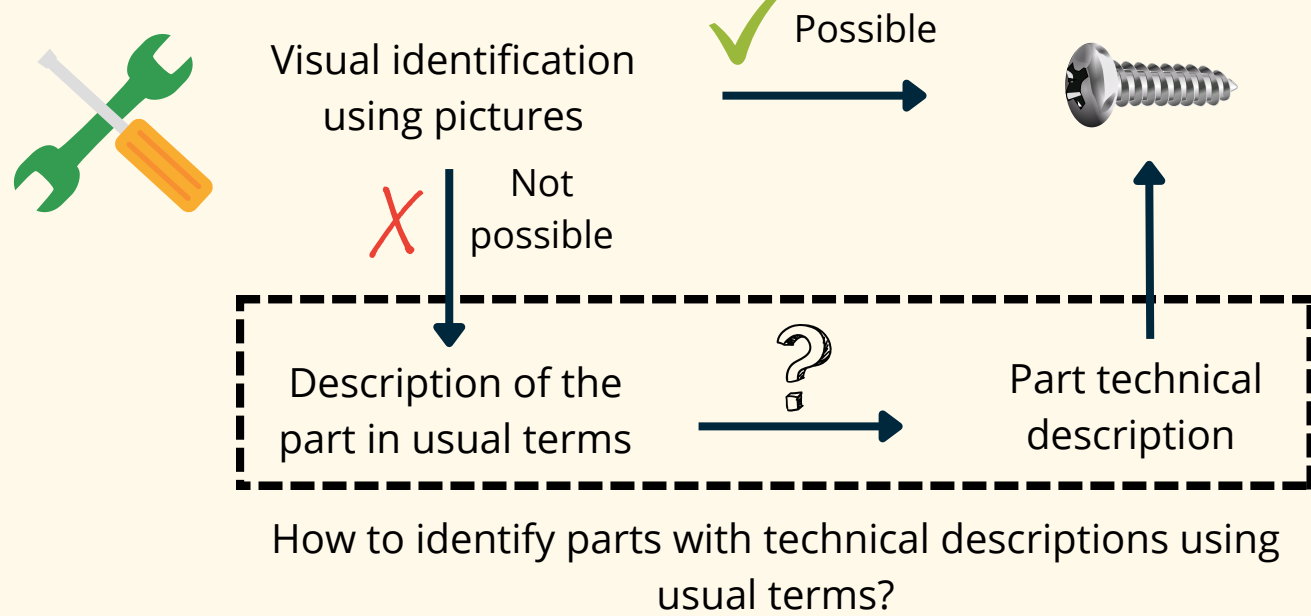 Visual identification
using pictures
Possible
Not
possible
Description of the
part in usual terms
?
Part technical
description
How to identify parts with technical descriptions using
usual terms?